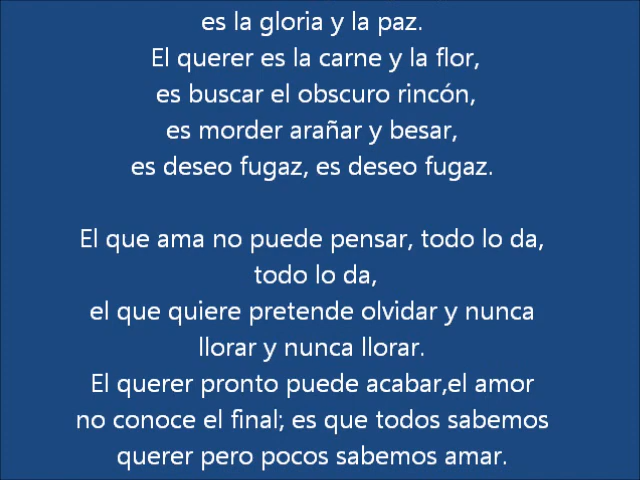 es la gloria y la paz.
El querer es la carne y la flor,
es buscar el obscuro rincón,
es morder arañar y besar,
es deseo fugaz, es deseo fugaz.
El que ama no puede pensar, todo lo da,
todo lo da,
el que quiere pretende olvidar y nunca
llorar y nunca llorar.
El querer pronto puede acabar,el amor
no conoce el final; es que todos sabemos
querer pero pocos sabemos amar.